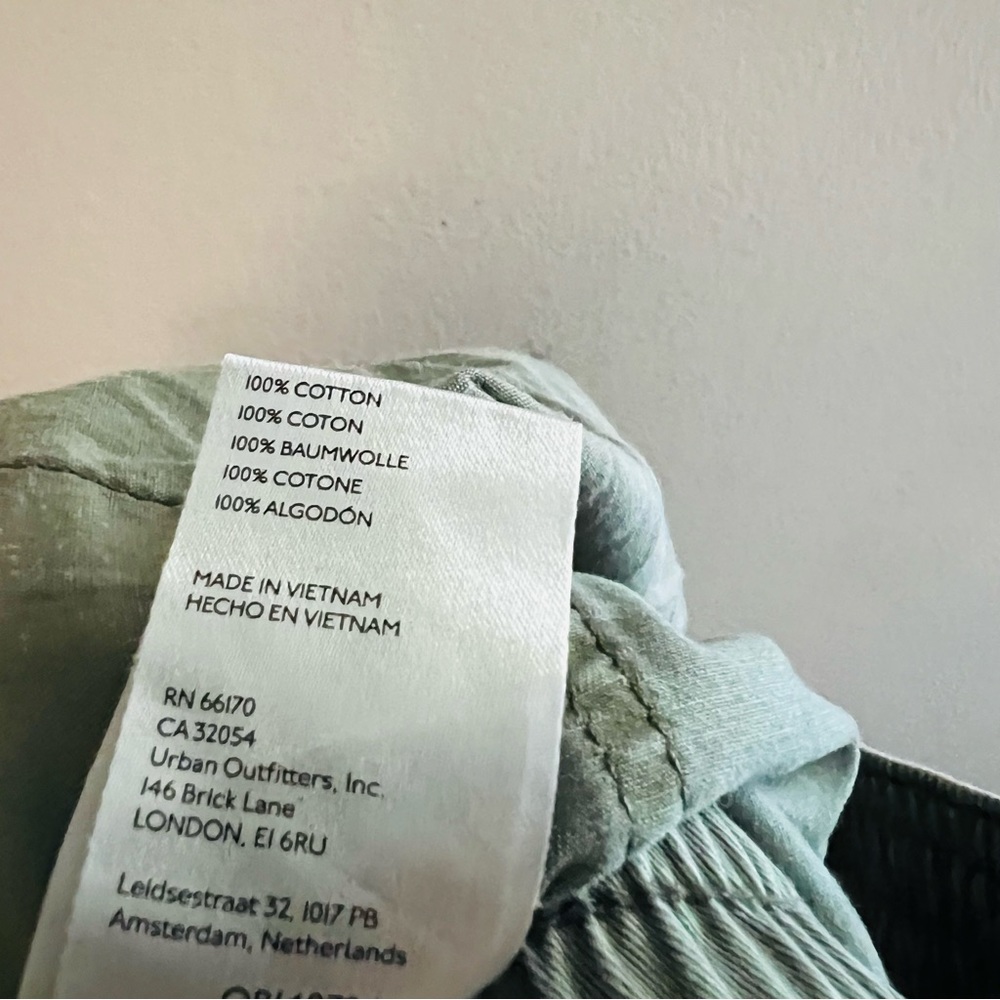 100% COTTON
100% COTON
100% BAUMWOLLE
100% COTONE
100% ALGODÓN
MADE IN VIETNAM
HECHO EN VIETNAM
RN 66170
CA 32054
Urban Outfitters, Inc.
146 Brick Lane
LONDON, E1 6RU
Leidsestraat 32, 1017 PB
Amsterdam, Netherlands